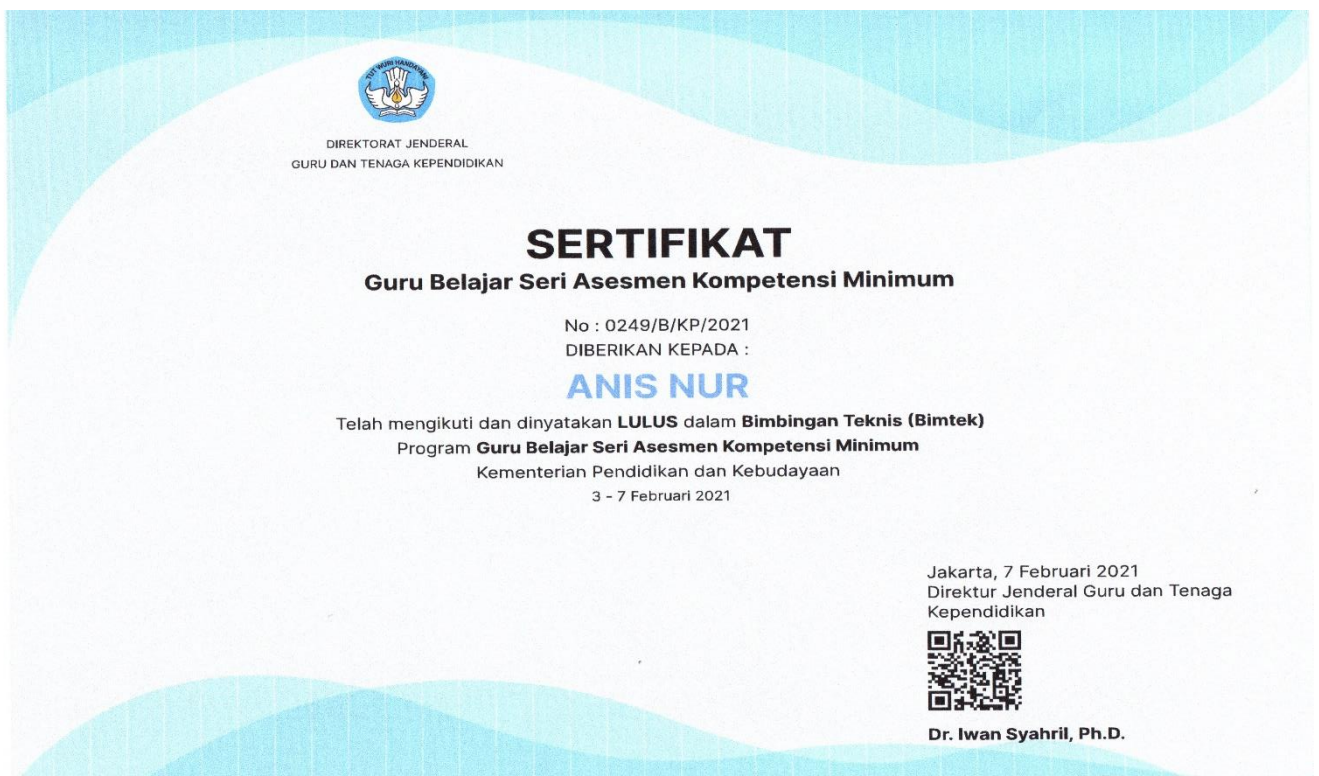 TUT WURI HANDAYANI
DIREKTORAT JENDERAL
GURU DAN TENAGA KEPENDIDIKAN
SERTIFIKAT
Guru Belajar Seri Asesmen Kompetensi Minimum
No : 0249/B/KP/2021
DIBERIKAN KEPADA :
ANIS NUR
Telah mengikuti dan dinyatakan LULUS dalam Bimbingan Teknis (Bimtek)
Program Guru Belajar Seri Asesmen Kompetensi Minimum
Kementerian Pendidikan dan Kebudayaan
3 - 7 Februari 2021
Jakarta, 7 Februari 2021
Direktur Jenderal Guru dan Tenaga
Kependidikan
Dr. Iwan Syahril, Ph.D.